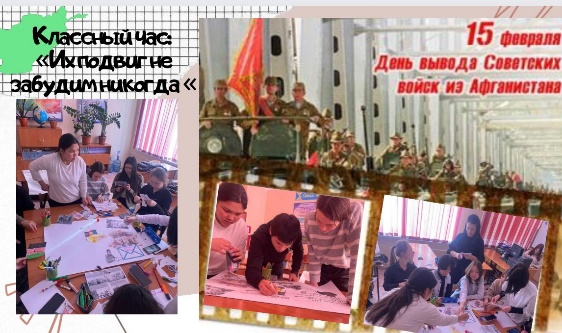 Классный час:
«Их подвиг не
забудим никогда «
15 февраля
День вывода Советских
войск из Афганистана